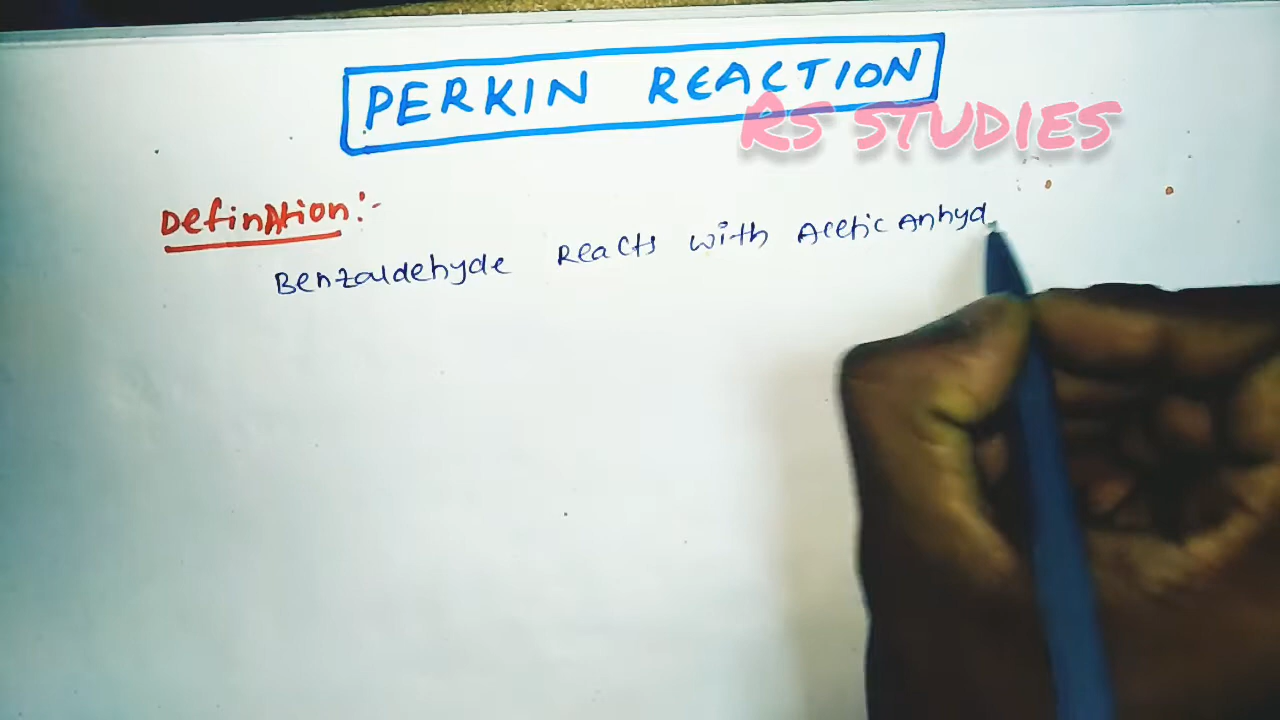 PERKIN REACTION
RS STUDIES
Defination:-
Benzaldehyde Reacts with Acetic Anhyd